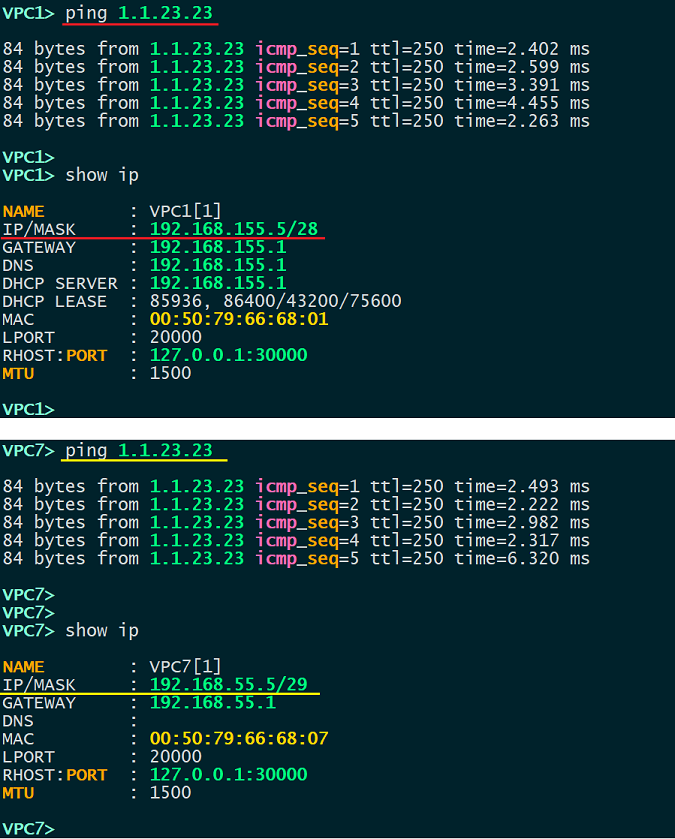 VPC1> ping 1.1.23.23
84 bytes from 1.1.23.23 icmp_seq=1 ttl=250 time=2.402 ms
84 bytes from 1.1.23.23 icmp_seq=2 ttl=250 time=2.599 ms
84 bytes from 1.1.23.23 icmp_seq=3 ttl=250 time=3.391 ms
84 bytes from 1.1.23.23 icmp_seq=4 ttl=250 time=4.455 ms
84 bytes from 1.1.23.23 icmp_seq=5 ttl=250 time=2.263 ms
VPC1>
VPC1> show ip
NAME : VPC1[1]
IP/MASK : 192.168.155.5/28
GATEWAY : 192.168.155.1
DNS : 192.168.155.1
DHCP SERVER : 192.168.155.1
DHCP LEASE : 85936, 86400/43200/75600
MAC : 00:50:79:66:68:01
LPORT : 20000
RHOST:PORT : 127.0.0.1:30000
MTU : 1500
VPC1>
VPC7> ping 1.1.23.23
84 bytes from 1.1.23.23 icmp_seq=1 ttl=250 time=2.493 ms
84 bytes from 1.1.23.23 icmp_seq=2 ttl=250 time=2.222 ms
84 bytes from 1.1.23.23 icmp_seq=3 ttl=250 time=2.982 ms
84 bytes from 1.1.23.23 icmp_seq=4 ttl=250 time=2.317 ms
84 bytes from 1.1.23.23 icmp_seq=5 ttl=250 time=6.320 ms
VPC7>
VPC7>
VPC7> show ip
NAME : VPC7[1]
IP/MASK : 192.168.55.5/29
GATEWAY : 192.168.55.1
DNS :
MAC : 00:50:79:66:68:07
LPORT : 20000
RHOST:PORT : 127.0.0.1:30000
MTU : 1500
VPC7>